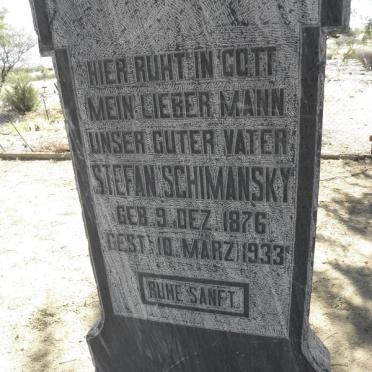 HIER RUHT IN GOTT
MEIN LIEBER MANN
UNSER GUTER VATER
STEFAN SCHIMANSKY
GEB. 9. DEZ. 1876
GEST. 10. MÄRZ 1933
RUHE SANFT.